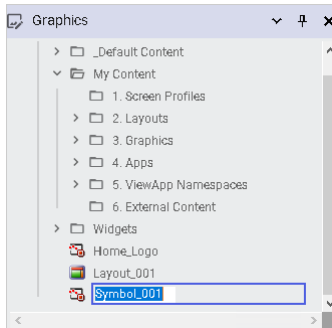 Graphics
_Default Content
My Content
1. Screen Profiles
2. Layouts
3. Graphics
4. Apps
5. ViewApp Namespaces
6. External Content
Widgets
Home_Logo
Layout_001
Symbol_001